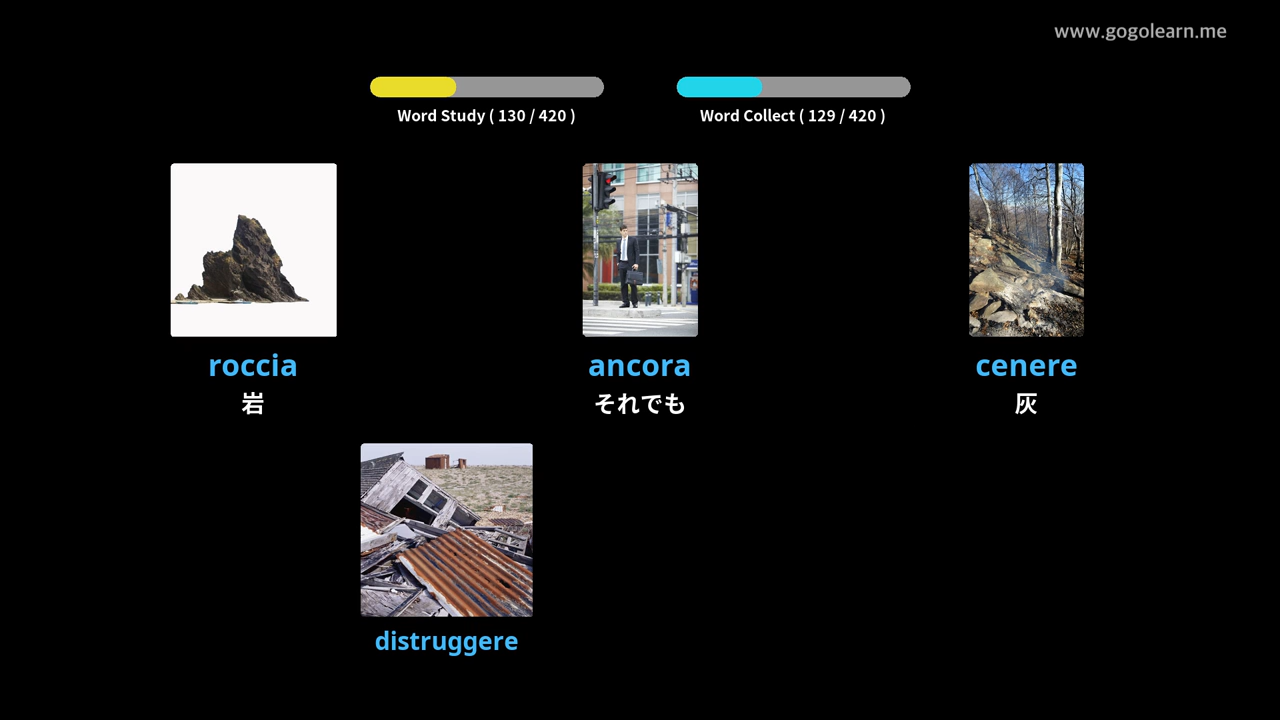 www.gogolearn.me
Word Study ( 130 / 420 )
Word Collect ( 129 / 420 )
roccia
ancora
cenere
岩
それでも
灰
distruggere